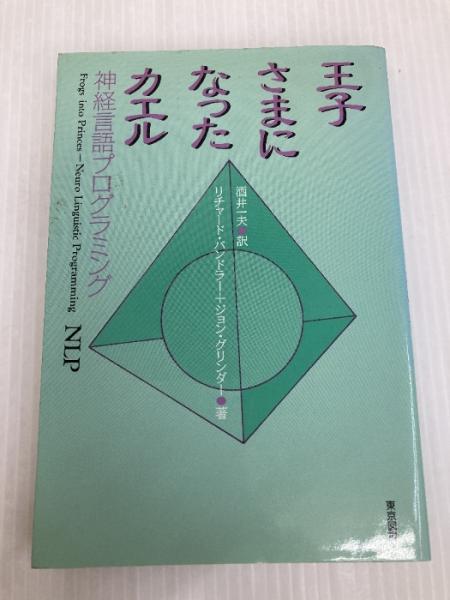 王子
さまに
なった
カエル
神経言語プログラミング
Frogs into Princes—Neuro Linguistic Programming
NLP
酒井一夫●訳
リチャード・バンドラー+ジョン・グリンダー●著
東京図書